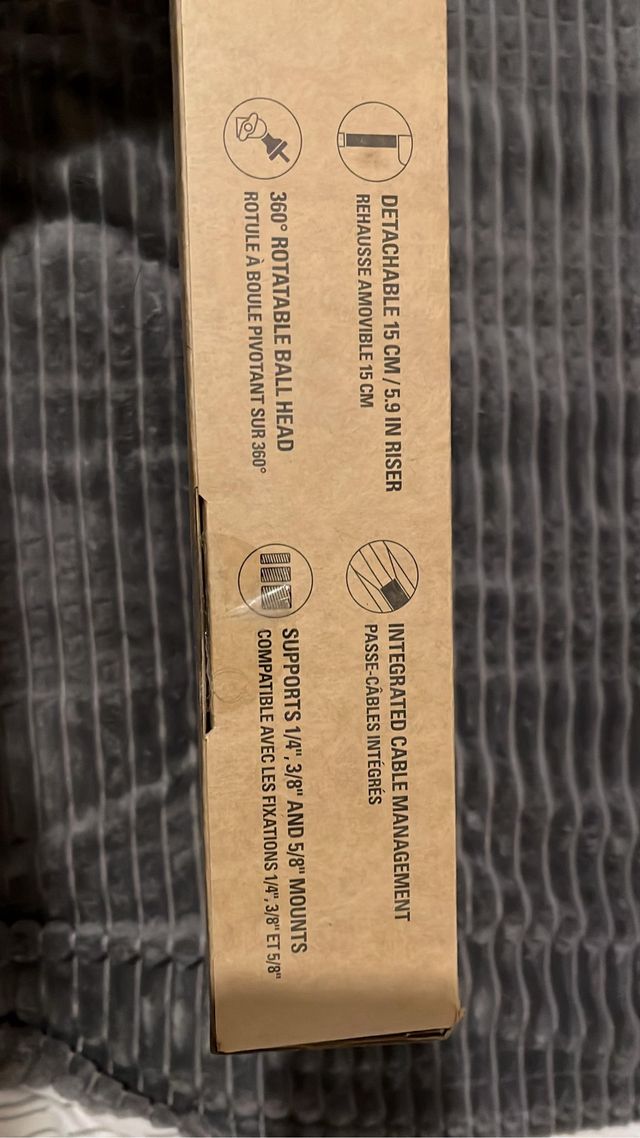 DETACHABLE 15 CM / 5.9 IN RISER
REHAUSSE AMOVIBLE 15 CM
INTEGRATED CABLE MANAGEMENT
PASSE-CÂBLES INTÉGRÉS
360° ROTATABLE BALL HEAD
ROTULE À BOULE PIVOTANT SUR 360°
SUPPORTS 1/4", 3/8" AND 5/8" MOUNTS
COMPATIBLE AVEC LES FIXATIONS 1/4", 3/8" ET 5/8"